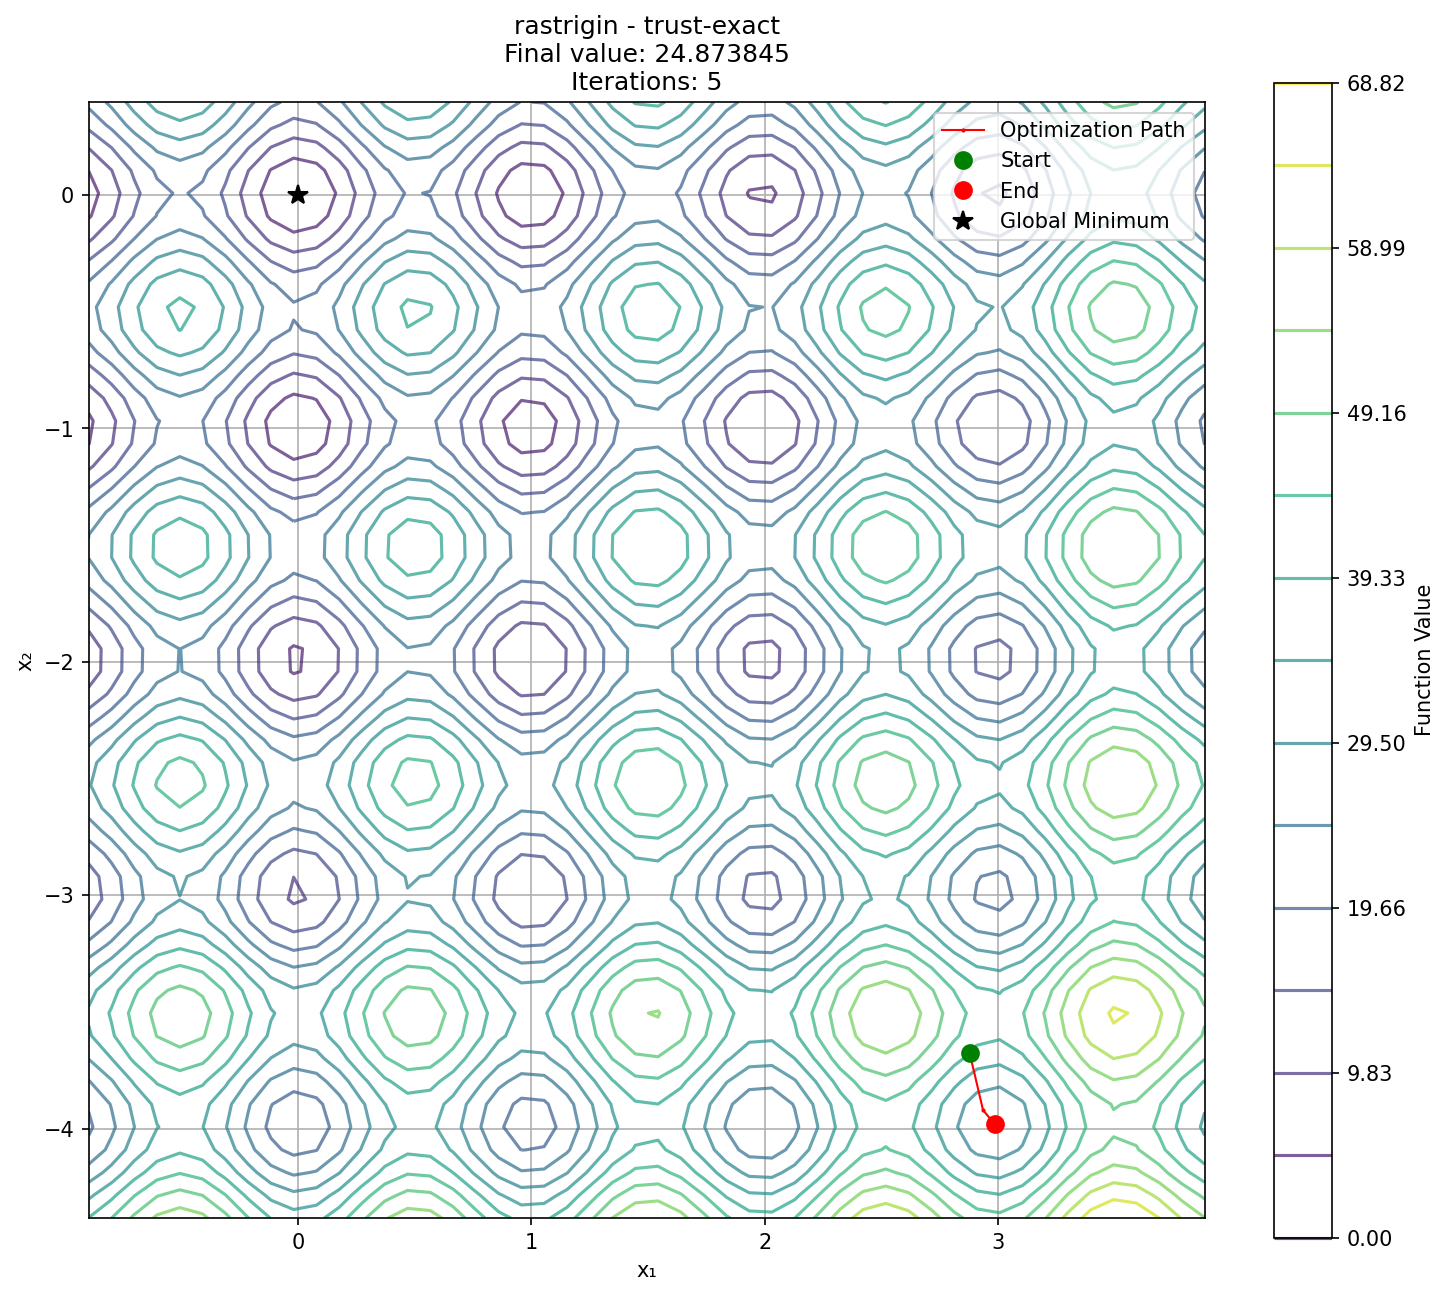 rastrigin - trust-exact
Final value: 24.873845
Iterations: 5
Optimization Path
Start
End
Global Minimum
0
−1
−2
−3
−4
x₂
0
1
2
3
x₁
68.82
58.99
49.16
39.33
29.50
19.66
9.83
0.00
Function Value